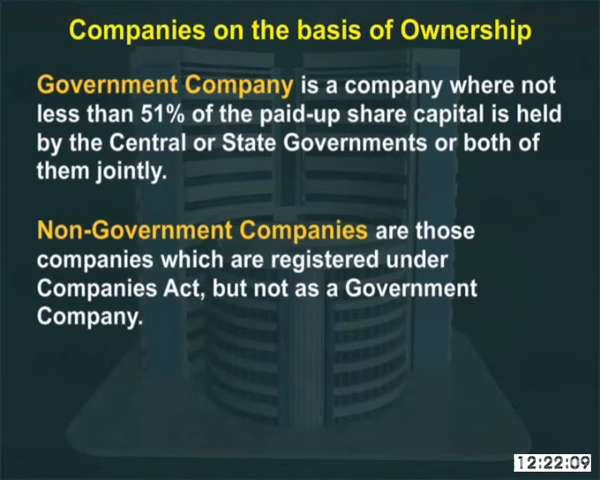 Companies on the basis of Ownership
Government Company is a company where not
less than 51% of the paid-up share capital is held
by the Central or State Governments or both of
them jointly.
Non-Government Companies are those
companies which are registered under
Companies Act, but not as a Government
Company.
12:22:09